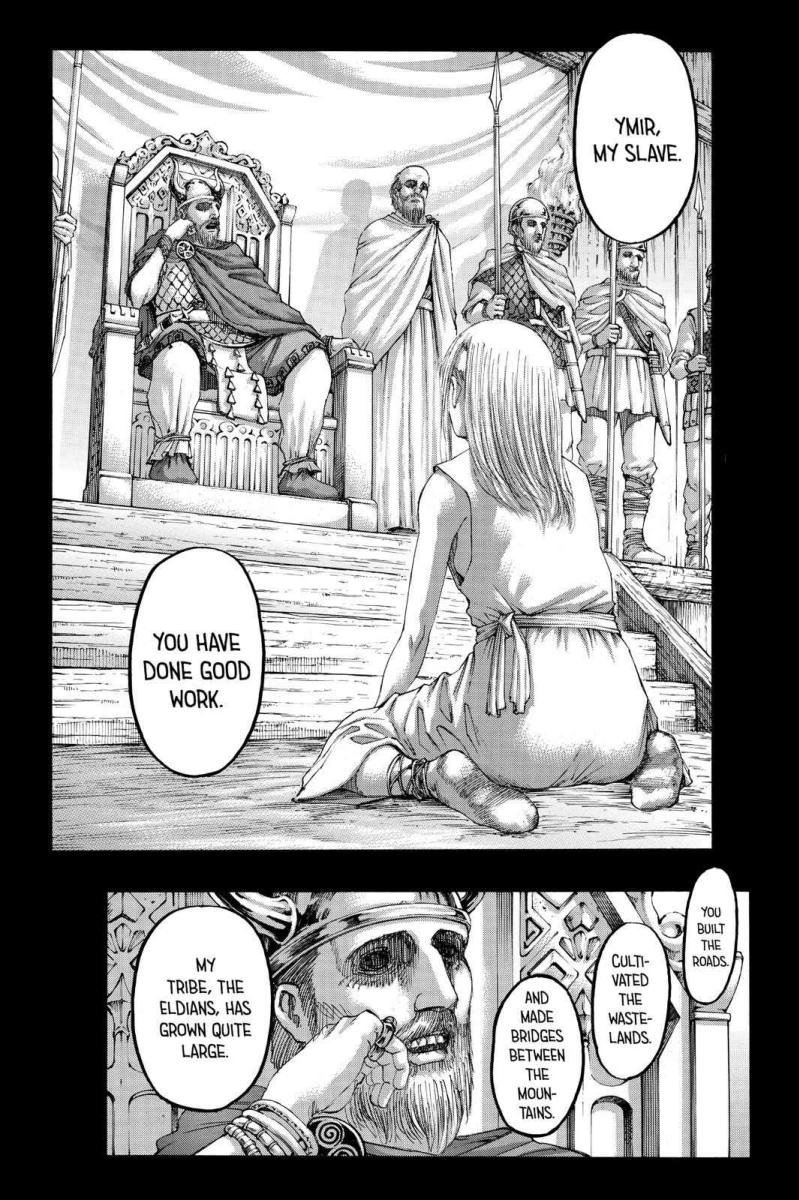 YMIR,
MY SLAVE.
YOU HAVE
DONE GOOD
WORK.
YOU
BUILT
THE
ROADS.
CULTI-
VATED
THE
WASTE-
LANDS.
AND
MADE
BRIDGES
BETWEEN
THE
MOUN-
TAINS.
MY
TRIBE, THE
ELDIANS, HAS
GROWN QUITE
LARGE.